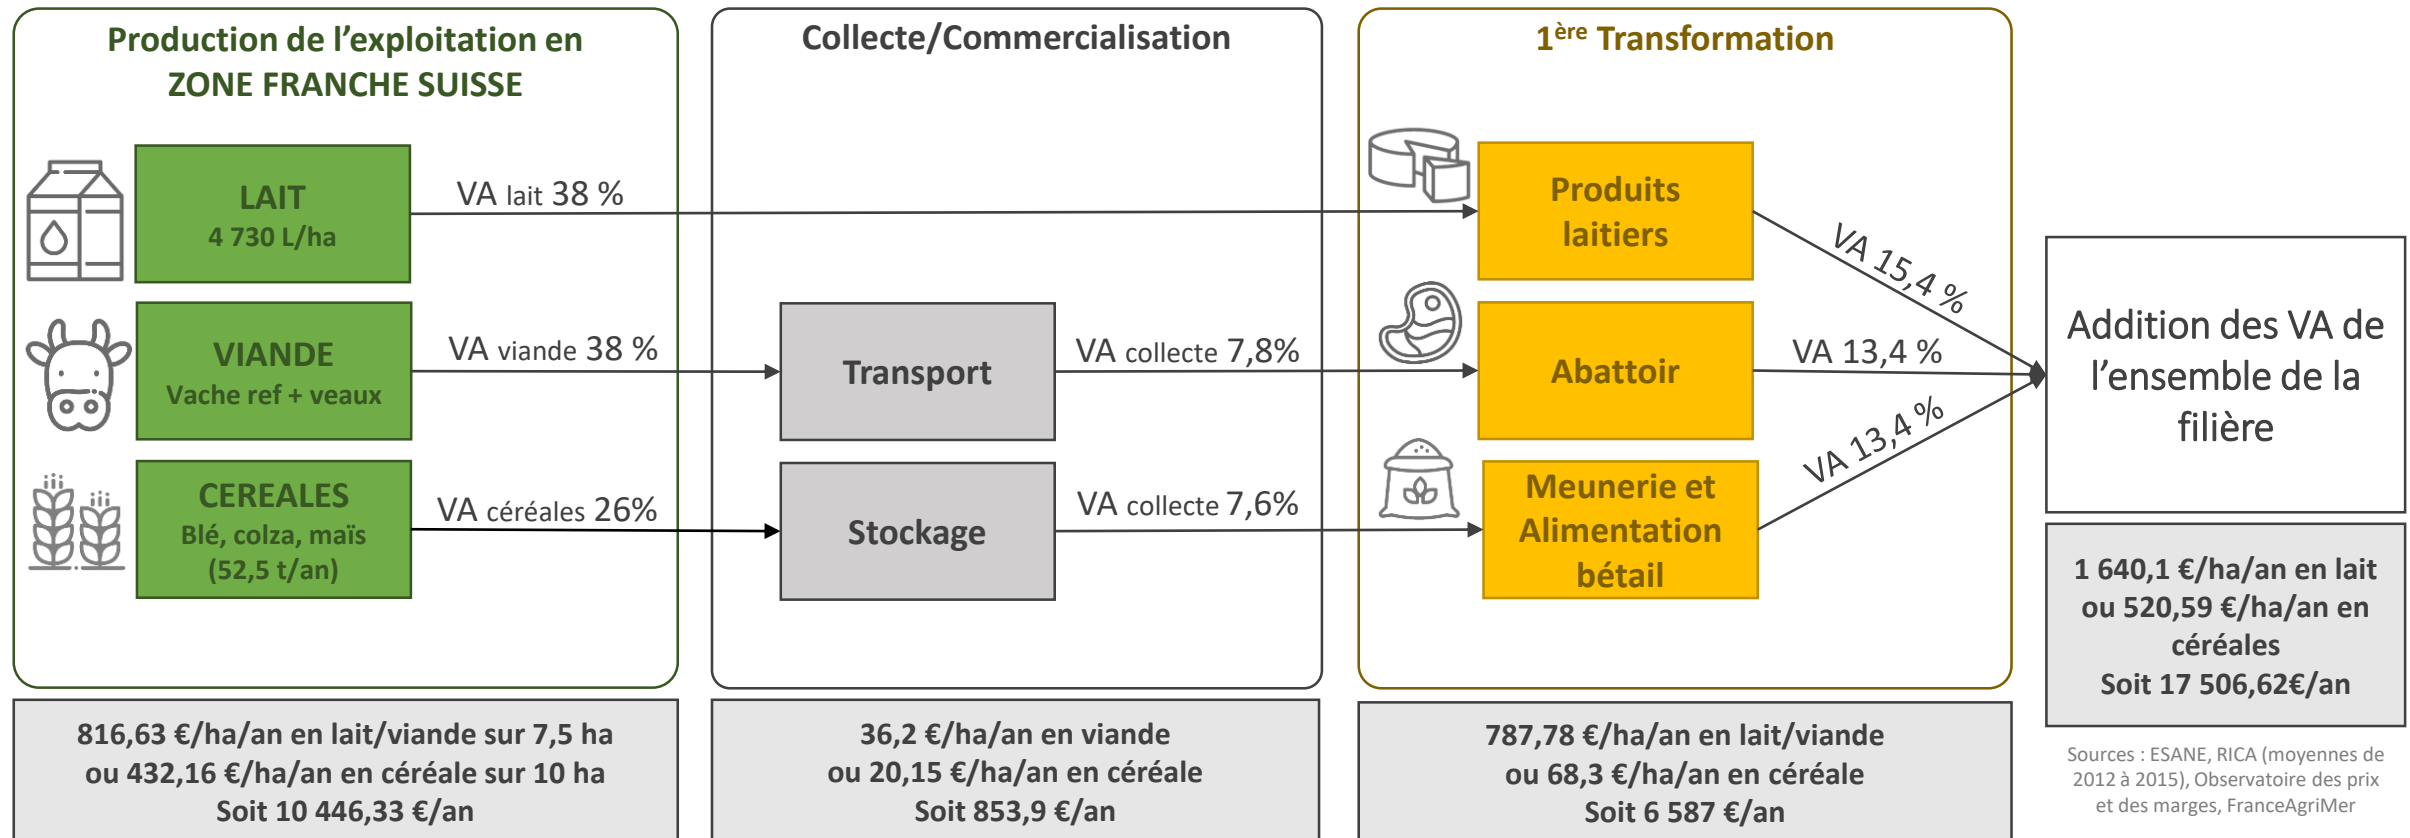 Production de l’exploitation en
ZONE FRANCHE SUISSE
LAIT
4 730 L/ha
VA lait 38 %
VIANDE
Vache ref + veaux
VA viande 38 %
CEREALES
Blé, colza, maïs
(52,5 t/an)
VA céréales 26%
816,63 €/ha/an en lait/viande sur 7,5 ha
ou 432,16 €/ha/an en céréale sur 10 ha
Soit 10 446,33 €/an
Collecte/Commercialisation
Transport
VA collecte 7,8%
Stockage
VA collecte 7,6%
36,2 €/ha/an en viande
ou 20,15 €/ha/an en céréale
Soit 853,9 €/an
1ère Transformation
Produits
laitiers
VA 15,4 %
Abattoir
VA 13,4 %
Meunerie et
Alimentation
bétail
VA 13,4 %
787,78 €/ha/an en lait/viande
ou 68,3 €/ha/an en céréale
Soit 6 587 €/an
Addition des VA de
l’ensemble de la
filière
1 640,1 €/ha/an en lait
ou 520,59 €/ha/an en
céréales
Soit 17 506,62€/an
Sources : ESANE, RICA (moyennes de
2012 à 2015), Observatoire des prix
et des marges, FranceAgriMer